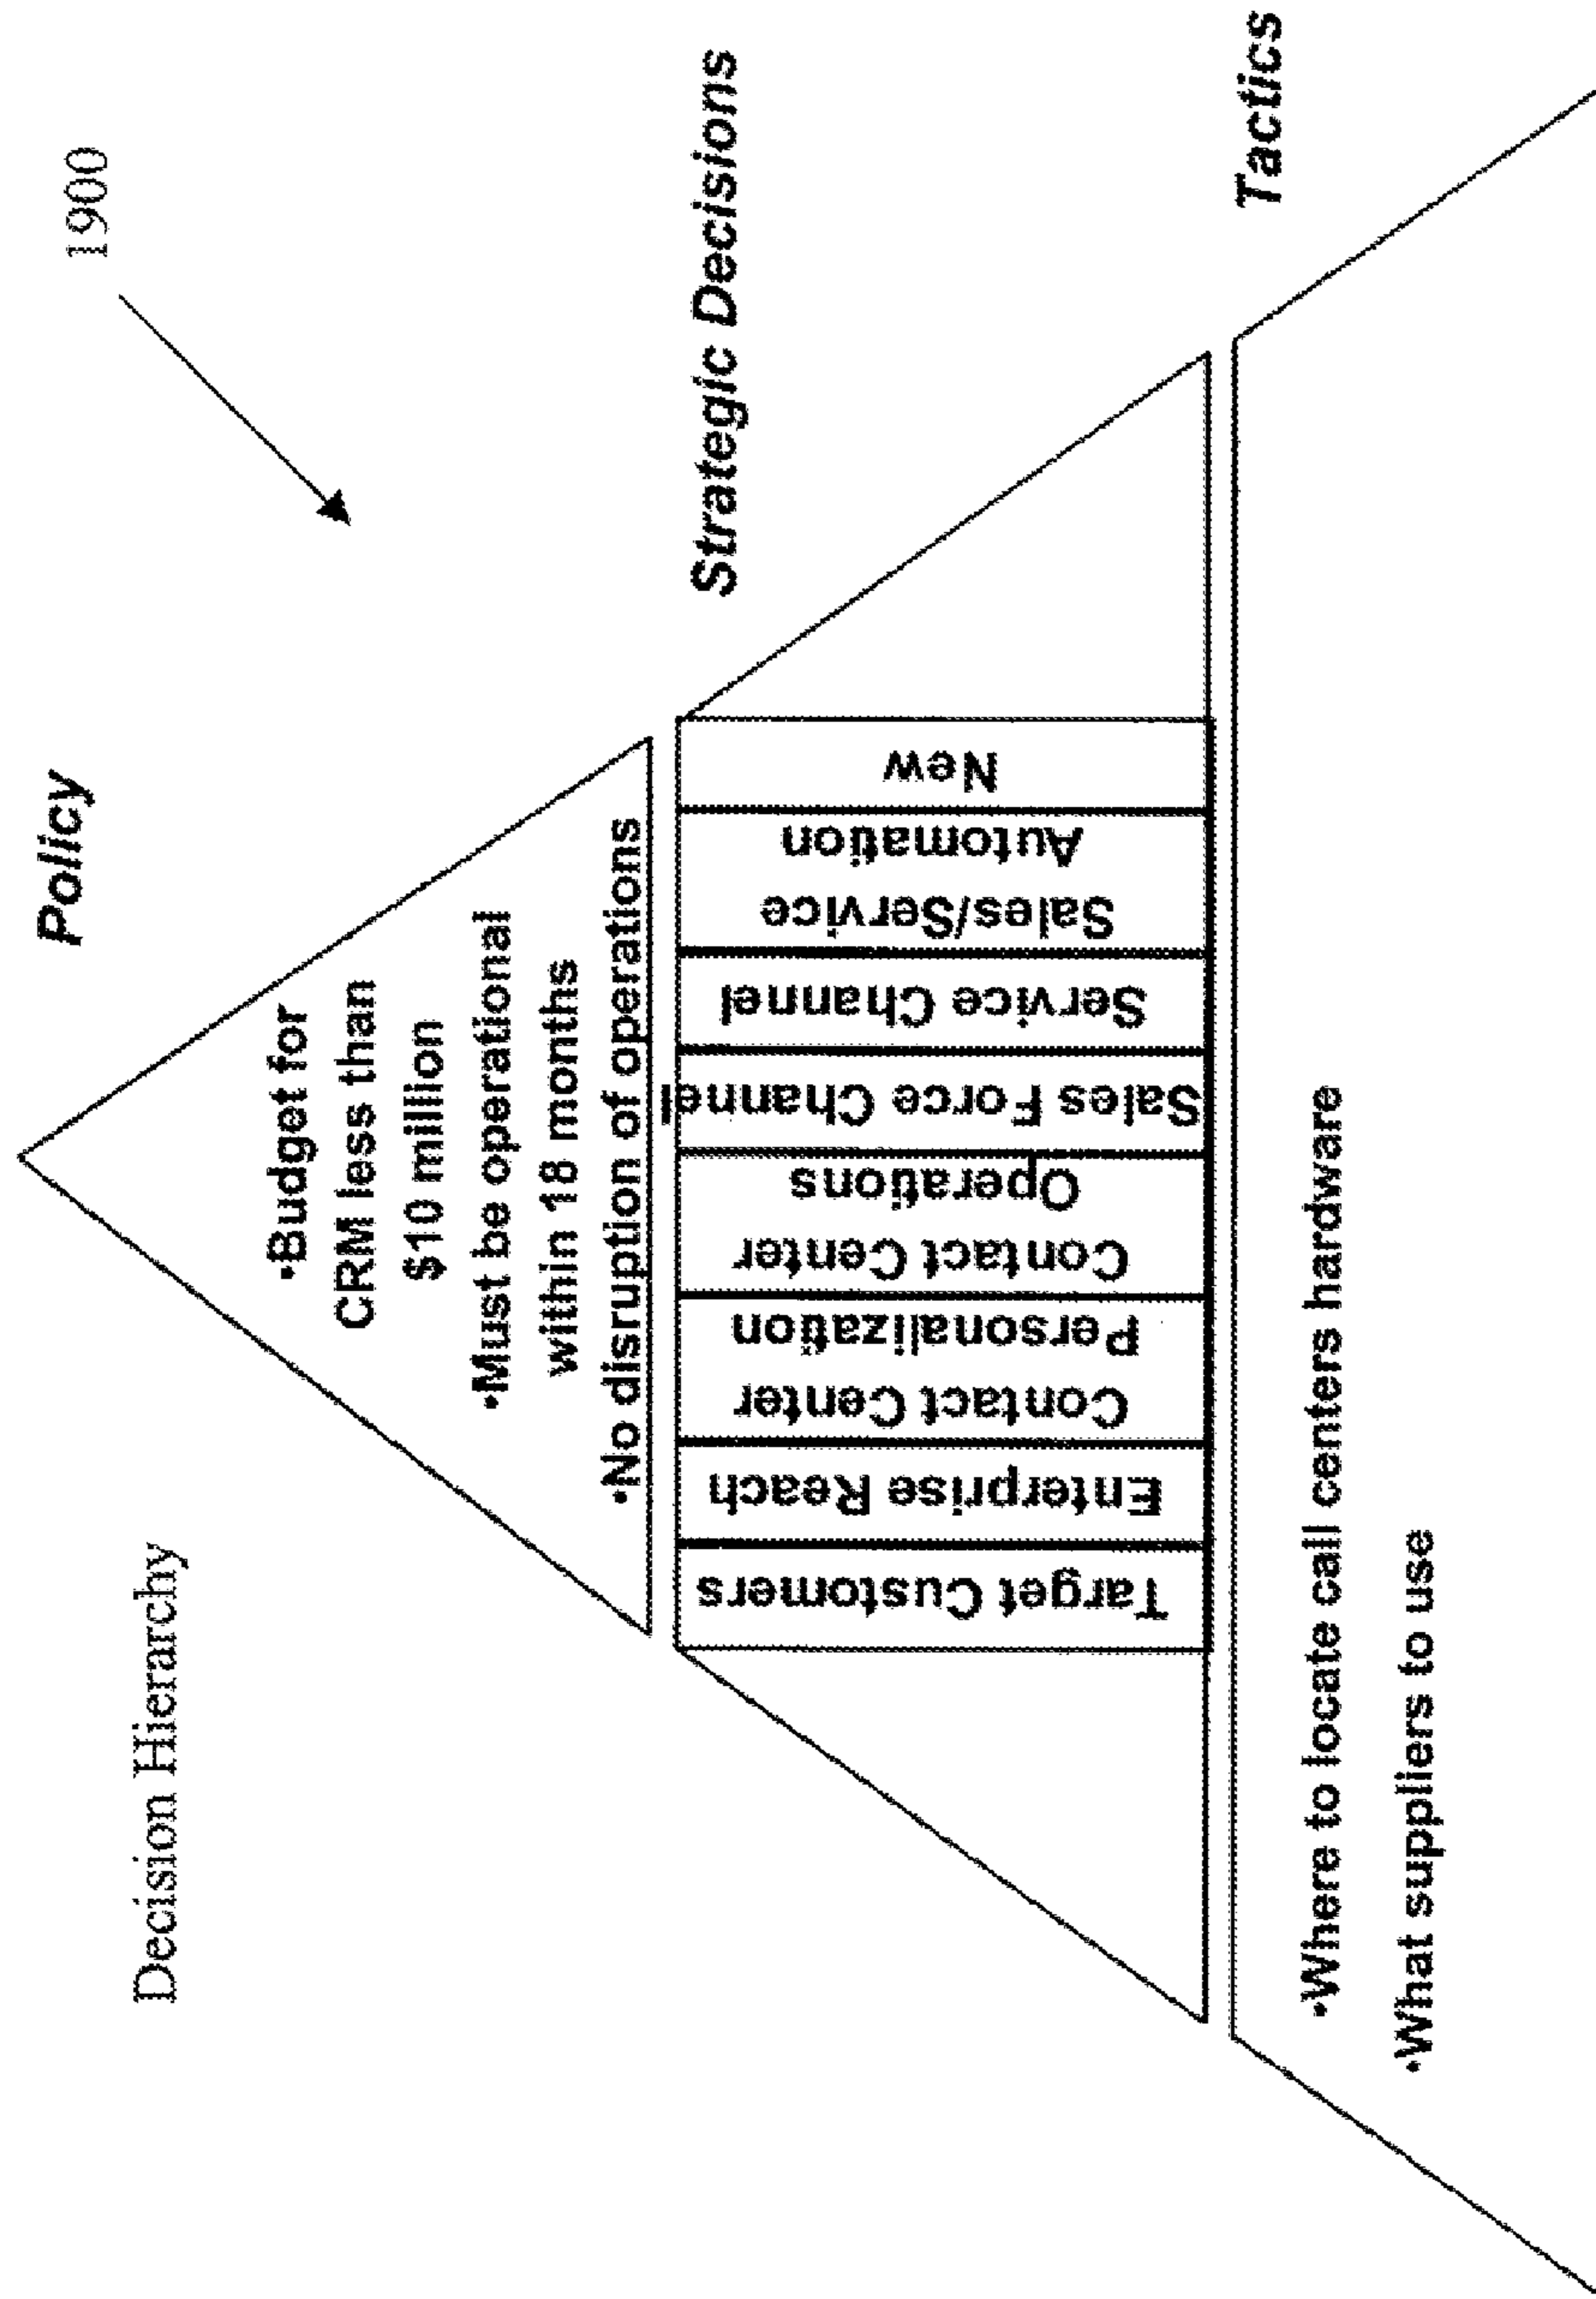 Decision Hierarchy
Policy
1900
•Budget for
CRM less than
$10 million
•Must be operational
within 18 months
•No disruption of operations
Strategic Decisions
Target Customers
Enterprise Reach
Contact Center
Personalization
Contact Center
Operations
Sales Force Channel
Service Channel
Sales/Service
Automation
New
Tactics
•Where to locate call centers hardware
•What suppliers to use